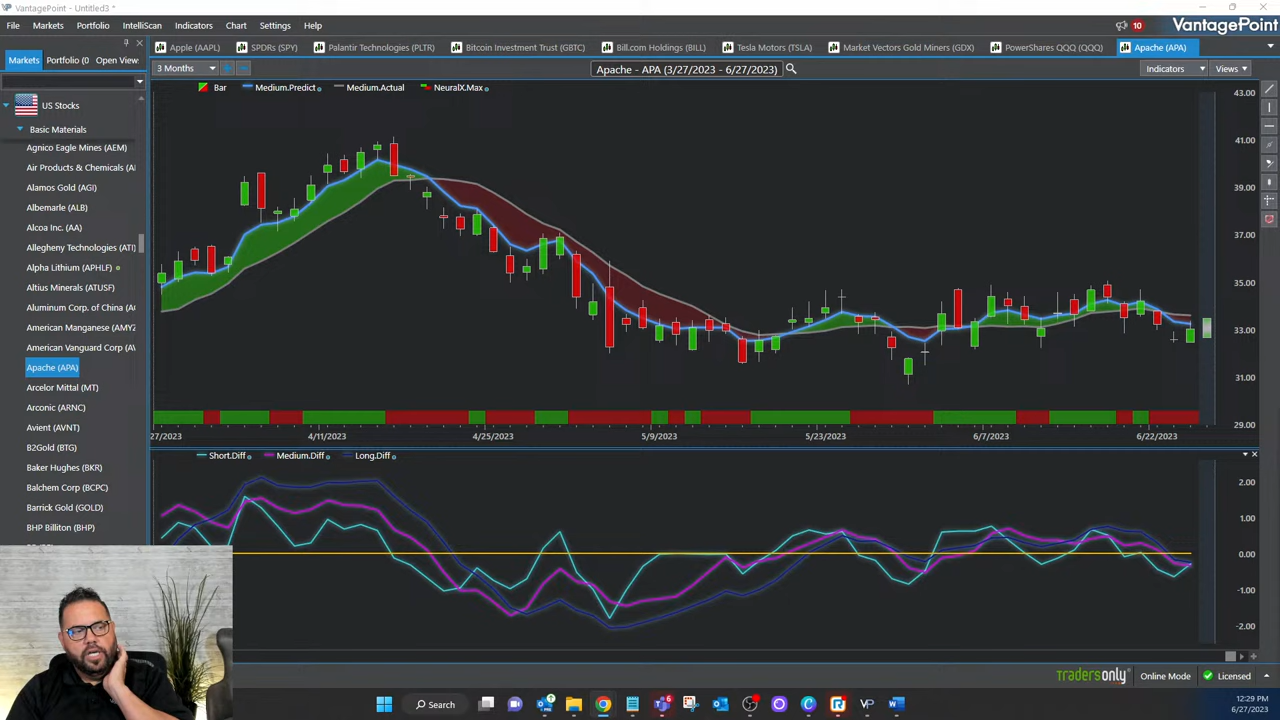 VantagePoint - Untitled3 *
File Markets Portfolio IntelliScan Indicators Chart Settings Help
10 VantagePoint
Apple (AAPL) SPDRs (SPY) Palantir Technologies (PLTR) Bitcoin Investment Trust (GBTC) Bill.com Holdings (BILL) Tesla Motors (TSLA) Market Vectors Gold Miners (GDX) PowerShares QQQ (QQQ) Apache (APA)
Markets Portfolio (0 Open View:
3 Months Apache - APA (3/27/2023 - 6/27/2023) Indicators Views
Bar Medium.Predict Medium.Actual NeuralX.Max
US Stocks
Basic Materials
Agnico Eagle Mines (AEM)
Air Products & Chemicals (AI
Alamos Gold (AGI)
Albemarle (ALB)
Alcoa Inc. (AA)
Allegheny Technologies (ATI)
Alpha Lithium (APHLF)
Altius Minerals (ATUSF)
Aluminum Corp. of China (A
American Manganese (AMYZ
American Vanguard Corp (AV
Apache (APA)
Arcelor Mittal (MT)
Arconic (ARNC)
Avient (AVNT)
B2Gold (BTG)
Baker Hughes (BKR)
Balchem Corp (BCPC)
Barrick Gold (GOLD)
BHP Billiton (BHP)
43.00
41.00
39.00
37.00
35.00
33.00
31.00
29.00
27/2023 4/11/2023 4/25/2023 5/9/2023 5/23/2023 6/7/2023 6/22/2023
Short.Diff Medium.Diff Long.Diff
2.00
1.00
0.00
-1.00
-2.00
tradersonly Online Mode Licensed
Search
6
12:29 PM
6/27/2023